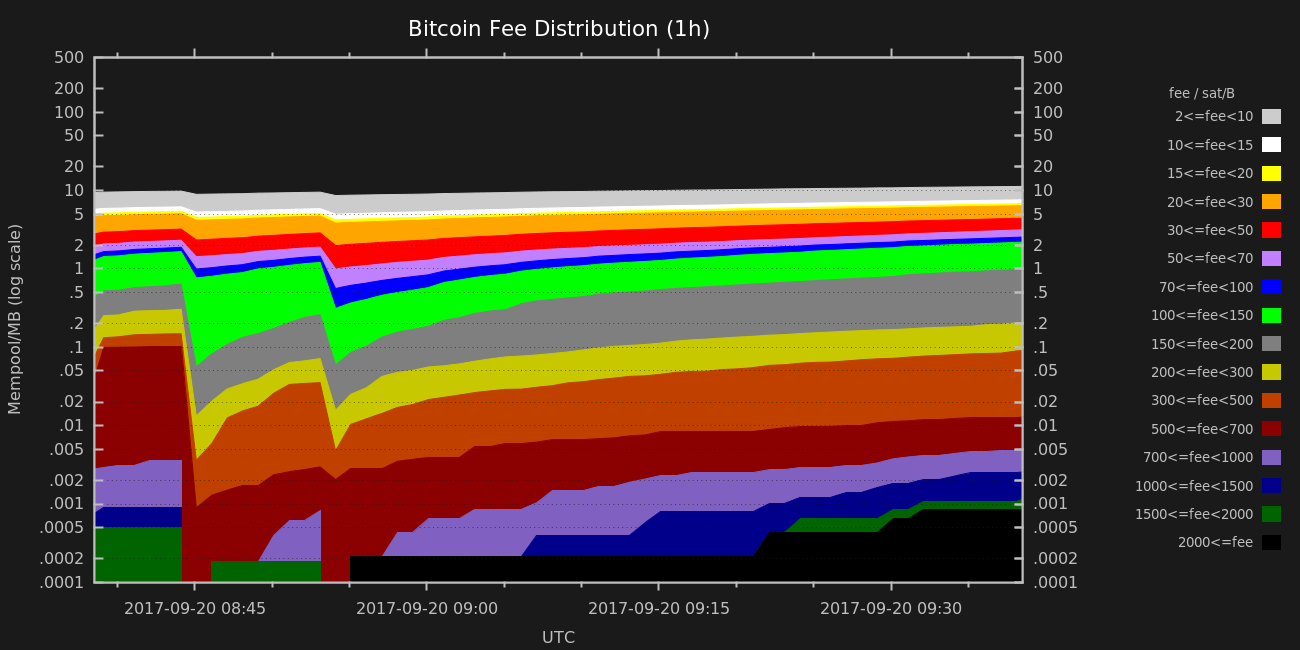 Bitcoin Fee Distribution (1h)
Mempool/MB (log scale)
500
200
100
50
20
10
5
2
1
.5
.2
.1
.05
.02
.01
.005
.002
.001
.0005
.0002
.0001
500
200
100
50
20
10
5
2
1
.5
.2
.1
.05
.02
.01
.005
.002
.001
.0005
.0002
.0001
2017-09-20 08:45
2017-09-20 09:00
2017-09-20 09:15
2017-09-20 09:30
UTC
fee / sat/B
2<=fee<10
10<=fee<15
15<=fee<20
20<=fee<30
30<=fee<50
50<=fee<70
70<=fee<100
100<=fee<150
150<=fee<200
200<=fee<300
300<=fee<500
500<=fee<700
700<=fee<1000
1000<=fee<1500
1500<=fee<2000
2000<=fee